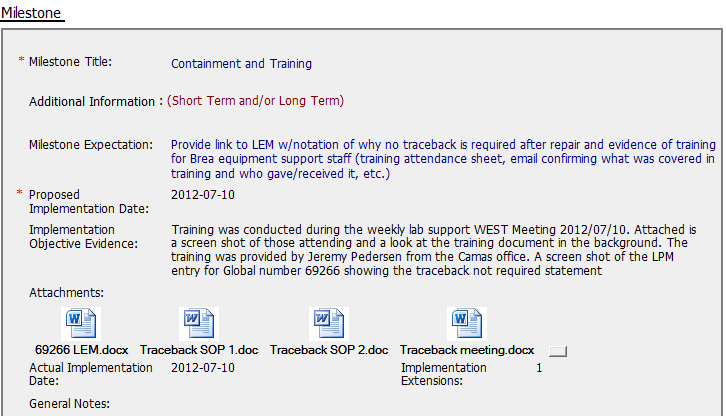 Milestone
* Milestone Title: Containment and Training
Additional Information : (Short Term and/or Long Term)
Milestone Expectation: Provide link to LEM w/notation of why no traceback is required after repair and evidence of training
for Brea equipment support staff (training attendance sheet, email confirming what was covered in
training and who gave/received it, etc.)
* Proposed 2012-07-10
Implementation Date:
Implementation Training was conducted during the weekly lab support WEST Meeting 2012/07/10. Attached is
Objective Evidence: a screen shot of those attending and a look at the training document in the background. The
training was provided by Jeremy Pedersen from the Camas office. A screen shot of the LPM
entry for Global number 69266 showing the traceback not required statement
Attachments:
69266 LEM.docx Traceback SOP 1.doc Traceback SOP 2.doc Traceback meeting.docx
Actual Implementation 2012-07-10 Implementation 1
Date: Extensions:
General Notes: